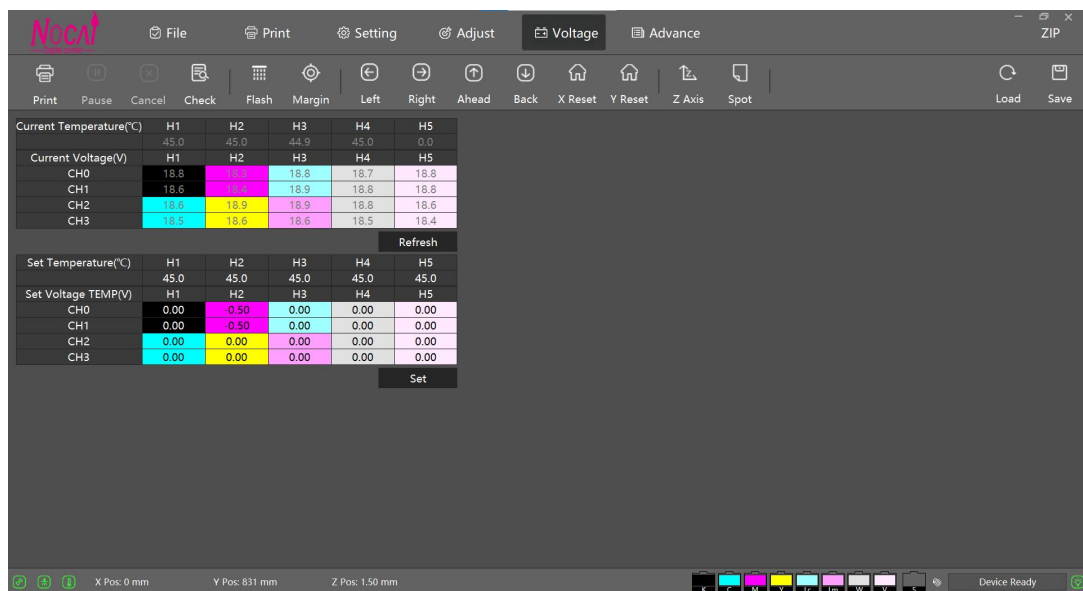 Nocai
File Print Setting Adjust Voltage Advance ZIP
Print Pause Cancel Check Flash Margin Left Right Ahead Back X Reset Y Reset Z Axis Spot Load Save
Current Temperature(℃) H1 H2 H3 H4 H5
45.0 45.0 44.9 45.0 0.0
Current Voltage(V) H1 H2 H3 H4 H5
CH0 18.8 18.3 18.8 18.7 18.8
CH1 18.6 18.4 18.9 18.8 18.8
CH2 18.6 18.9 18.9 18.8 18.6
CH3 18.5 18.6 18.6 18.5 18.4
Refresh
Set Temperature(℃) H1 H2 H3 H4 H5
45.0 45.0 45.0 45.0 45.0
Set Voltage TEMP(V) H1 H2 H3 H4 H5
CH0 0.00 -0.50 0.00 0.00 0.00
CH1 0.00 -0.50 0.00 0.00 0.00
CH2 0.00 0.00 0.00 0.00 0.00
CH3 0.00 0.00 0.00 0.00 0.00
Set
X Pos: 0 mm Y Pos: 831 mm Z Pos: 1.50 mm K C M Y Lc Lm W V S Device Ready